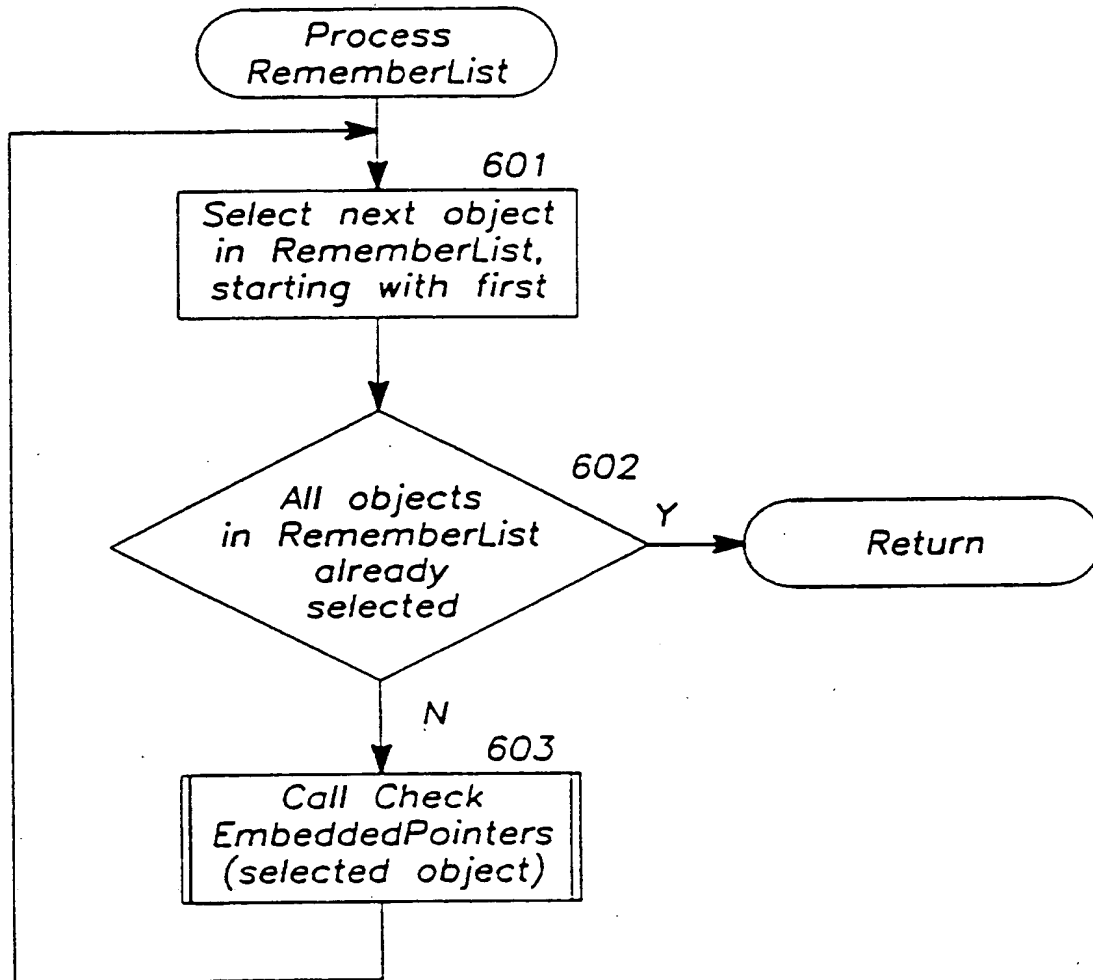 Process
RememberList
601
Select next object
in RememberList,
starting with first
602
All objects
in RememberList
already
selected
Y
Return
N
603
Call Check
EmbeddedPointers
(selected object)